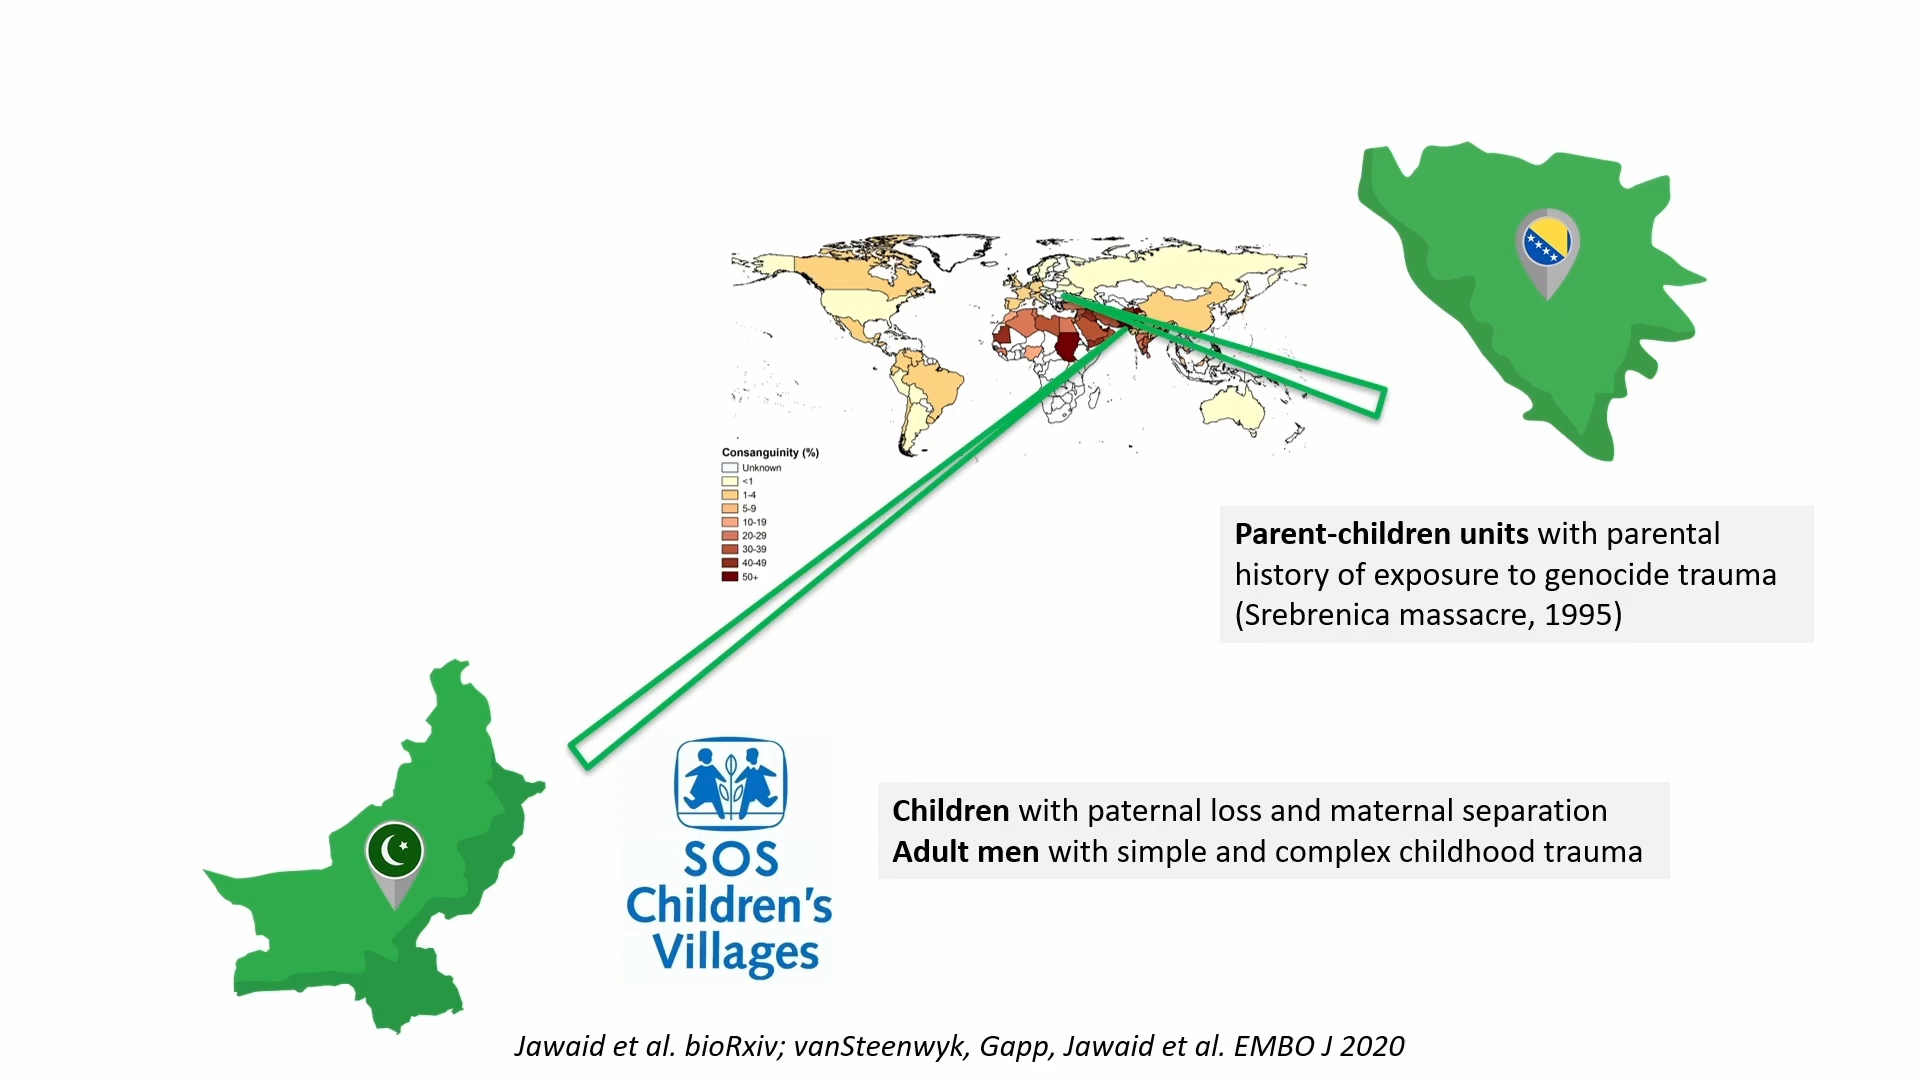 Consanguinity (%)
Unknown
<1
1-4
5-9
10-19
20-29
30-39
40-49
50+
Parent-children units with parental
history of exposure to genocide trauma
(Srebrenica massacre, 1995)
SOS
Children's
Villages
Children with paternal loss and maternal separation
Adult men with simple and complex childhood trauma
Jawaid et al. bioRxiv; vanSteenwyk, Gapp, Jawaid et al. EMBO J 2020